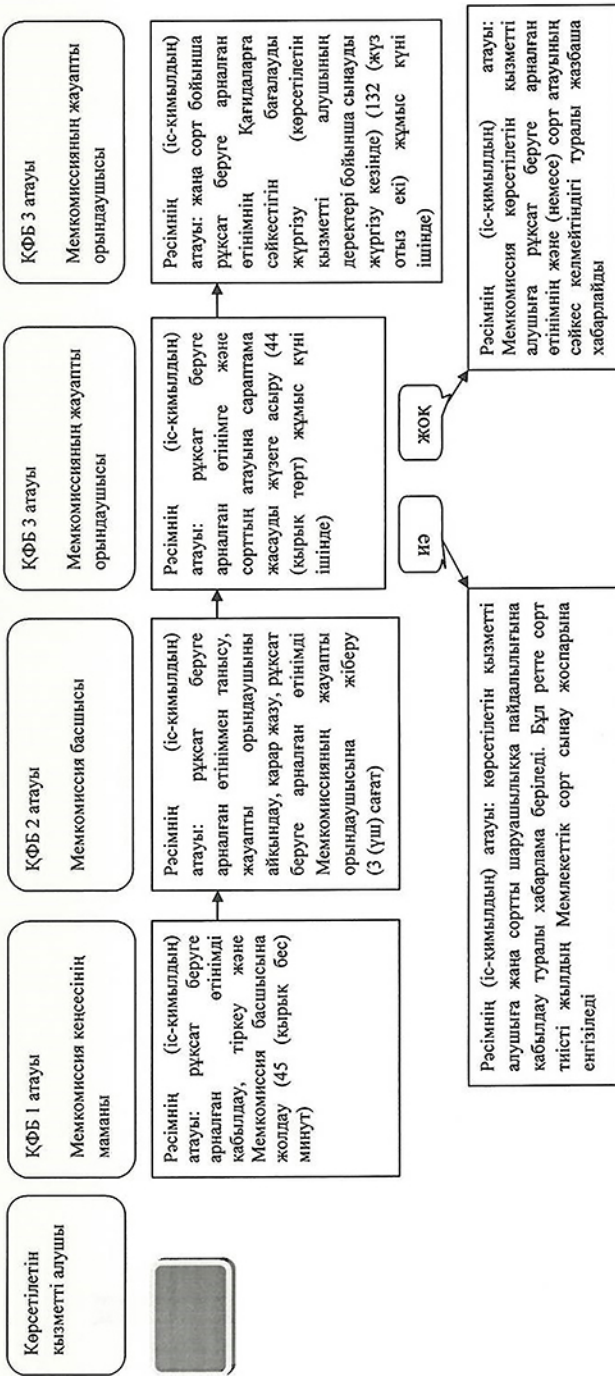 Көрсетілетін
қызметті алушы
ҚФБ 1 атауы
Мемкомиссия кеңсесінің
маманы
ҚФБ 2 атауы
Мемкомиссия басшысы
ҚФБ 3 атауы
Мемкомиссияның жауапты
орындаушысы
ҚФБ 3 атауы
Мемкомиссияның жауапты
орындаушысы
Рәсімнің (іс-қимылдың)
атауы: рұқсат беруге
арналған өтінімді
қабылдау, тіркеу және
Мемкомиссия басшысына
жолдау (45 (қырық бес)
минут)
Рәсімнің (іс-қимылдың)
атауы: рұқсат беруге
арналған өтініммен танысу,
жауапты орындаушыны
айқындау, қарар жазу, рұқсат
беруге арналған өтінімді
Мемкомиссияның жауапты
орындаушысына жіберу
(3 (үш) сағат)
Рәсімнің (іс-қимылдың)
атауы: рұқсат беруге
арналған өтінімге және
сорттың атауына сараптама
жасауды жүзеге асыру (44
(қырық төрт) жұмыс күні
ішінде)
Рәсімнің (іс-қимылдың)
атауы: жаңа сорт бойынша
рұқсат беруге арналған
өтінімнің Қағидаларға
сәйкестігін бағалауды
жүргізу (көрсетілетін
қызметті алушының
деректері бойынша сынауды
жүргізу кезінде) (132 (жүз
отыз екі) жұмыс күні
ішінде)
иә
жоқ
Рәсімнің (іс-қимылдың) атауы: көрсетілетін қызметті
алушыға жаңа сортты шаруашылыққа пайдалылығына
қабылдау туралы хабарлама беріледі. Бұл ретте сорт
тиісті жылдың Мемлекеттік сорт сынау жоспарына
енгізіледі
Рәсімнің (іс-қимылдың) атауы:
Мемкомиссия көрсетілетін қызметті
алушыға рұқсат беруге арналған
өтінімнің және (немесе) сорт атауының
сәйкес келмейтіндігі туралы жазбаша
хабарлайды